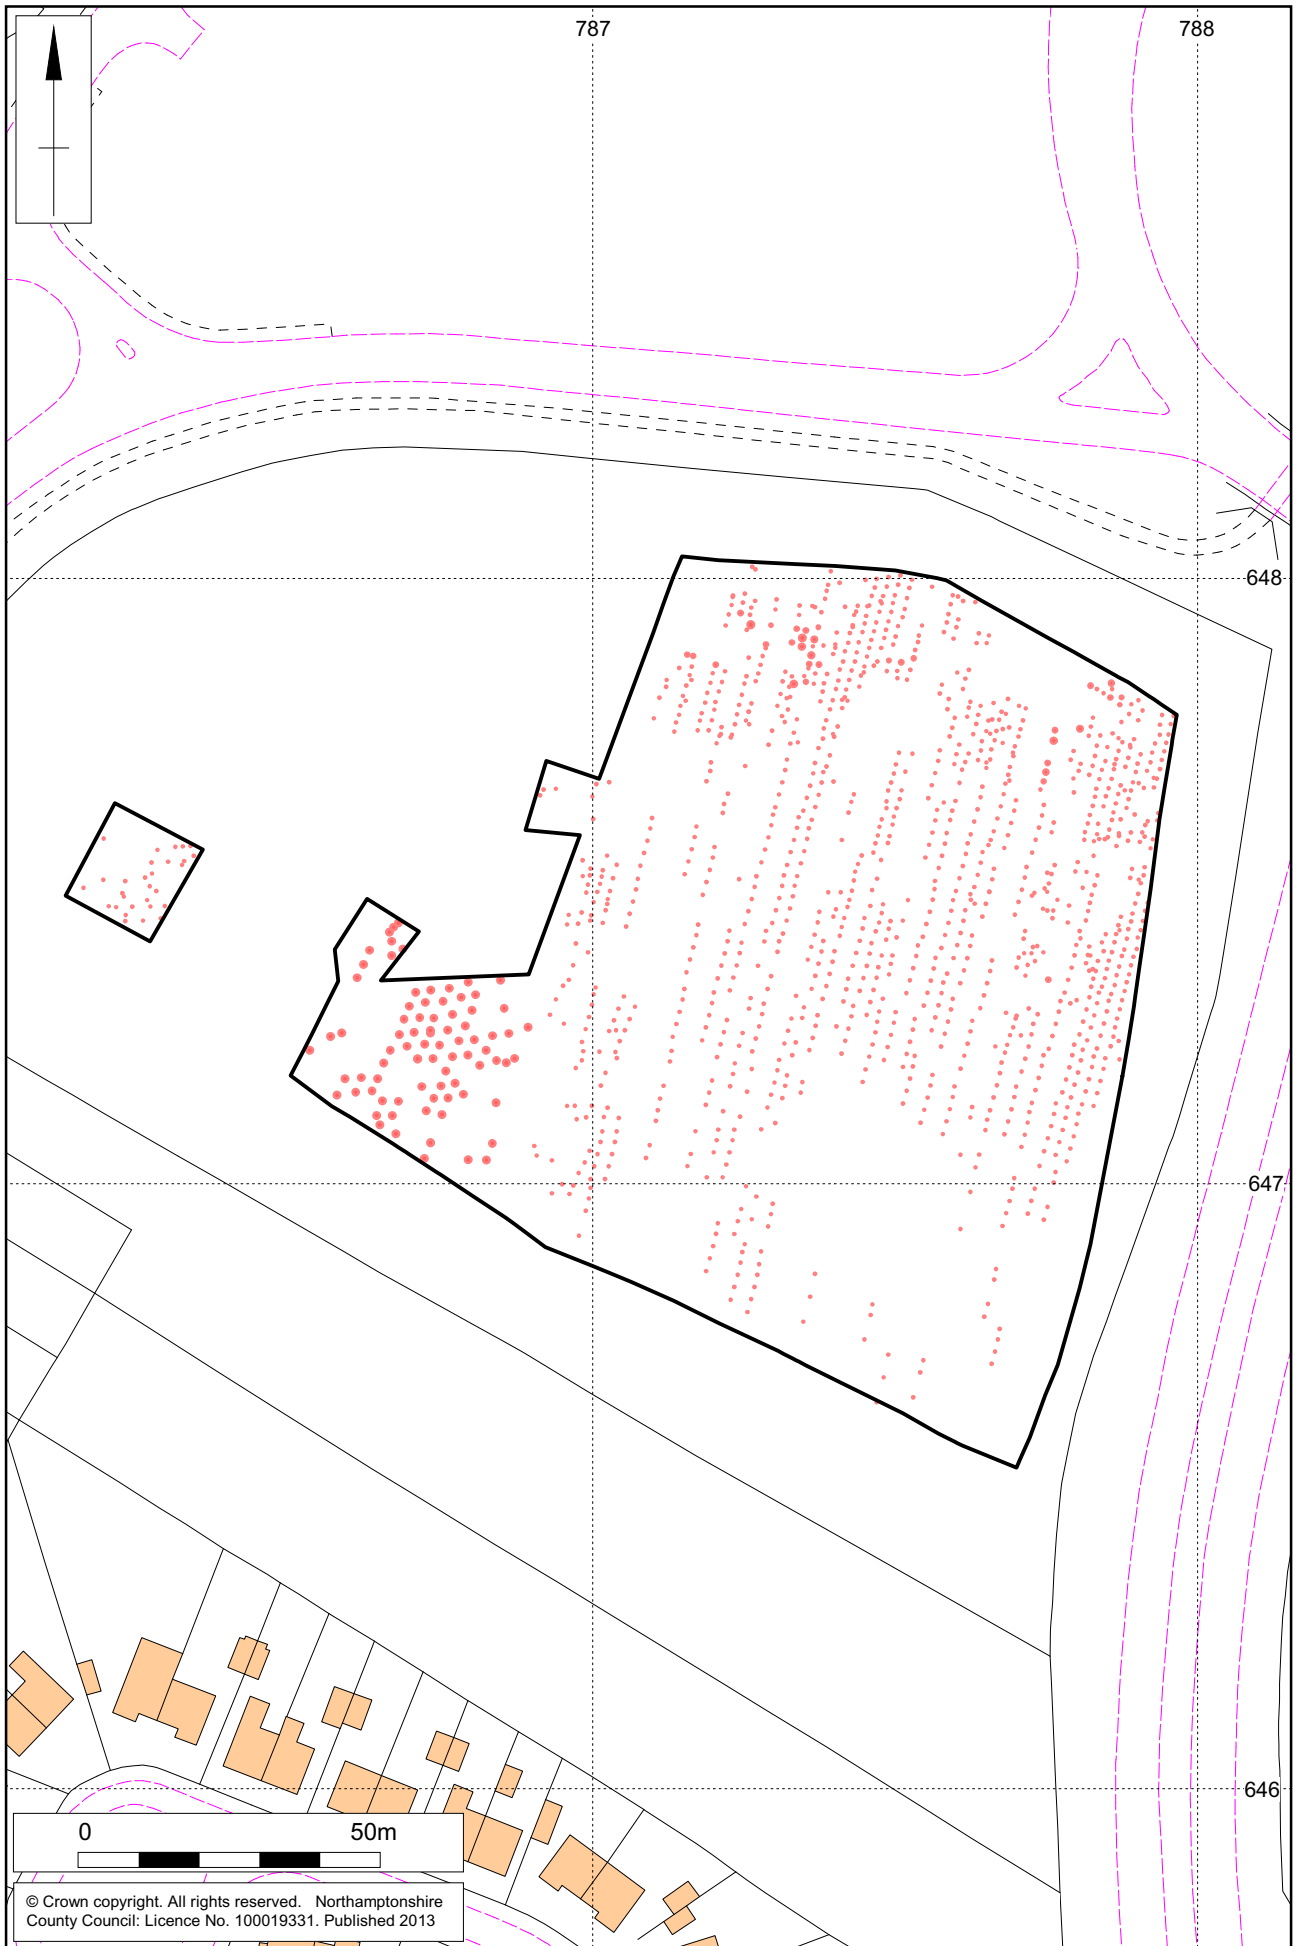 787
788
648
647
646
0 50m
© Crown copyright. All rights reserved. Northamptonshire
County Council: Licence No. 100019331. Published 2013